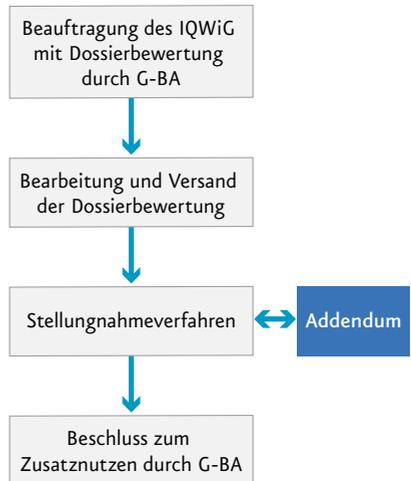 Beauftragung des IQWiG
mit Dossierbewertung
durch G-BA
Bearbeitung und Versand
der Dossierbewertung
Stellungnahmeverfahren
Addendum
Beschluss zum
Zusatznutzen durch G-BA